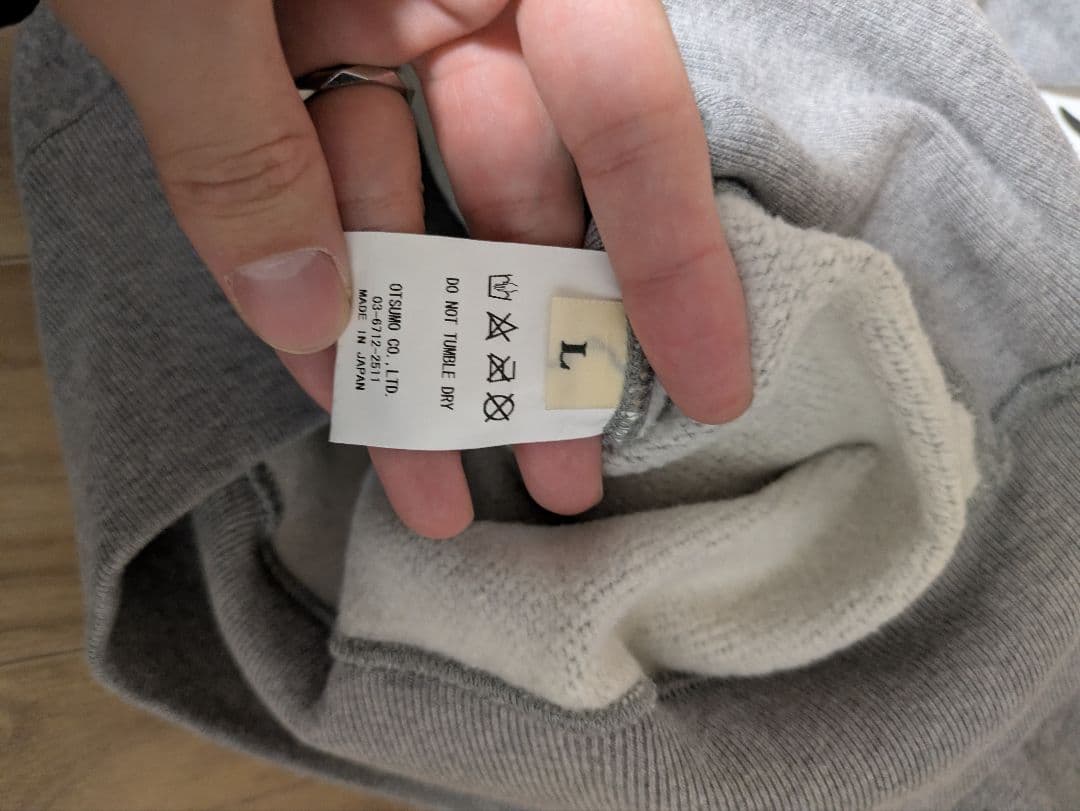 L
DO NOT TUMBLE DRY
OTSUMO CO.,LTD.
03-6712-2511
MADE IN JAPAN